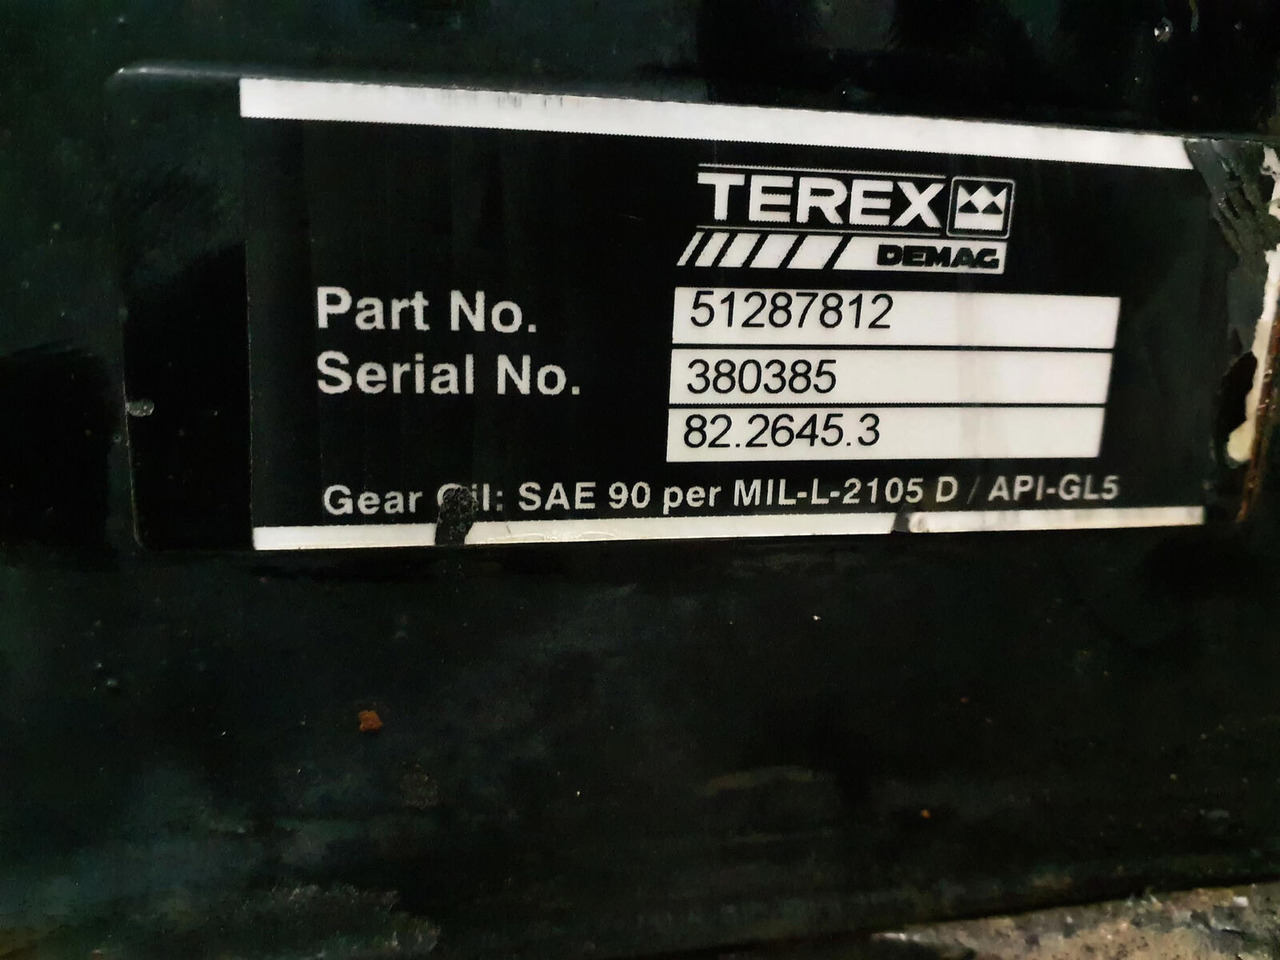 TEREX
DEMAG
Part No. 51287812
Serial No. 380385
82.2645.3
Gear Oil: SAE 90 per MIL-L-2105 D / API-GL5